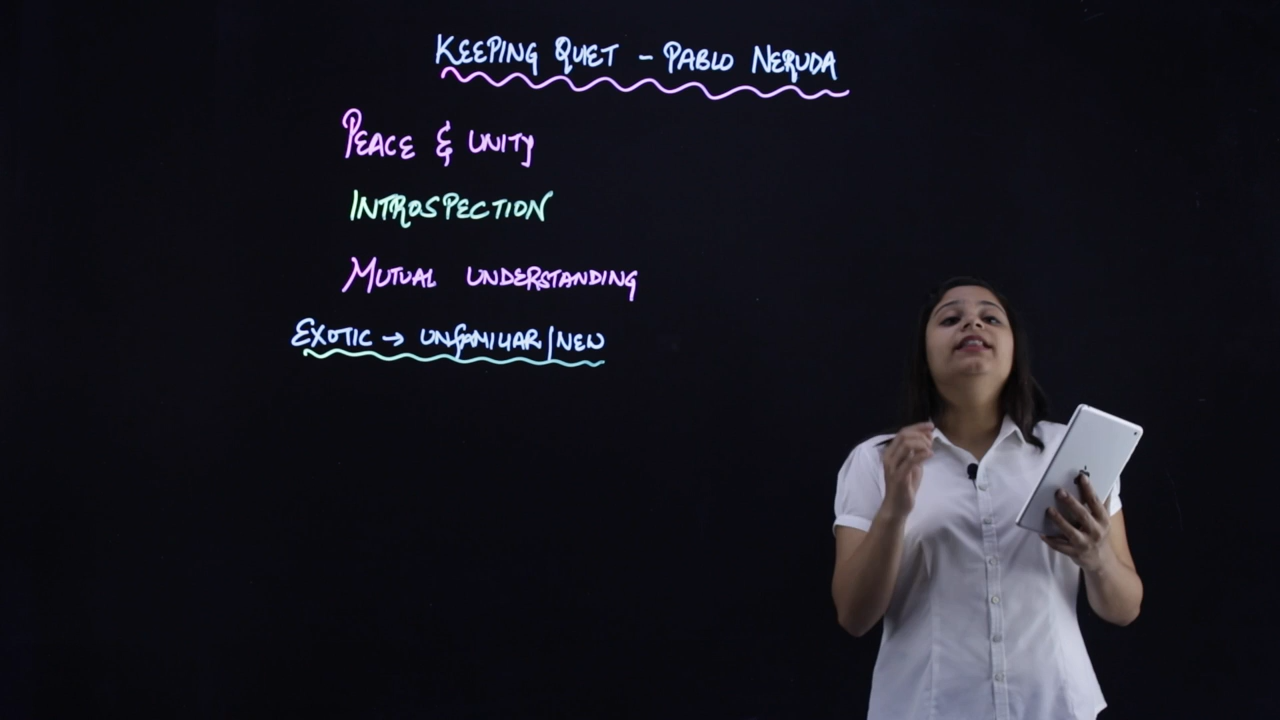 KEEPING QUIET - PABLO NERUDA
PEACE & UNITY
INTROSPECTION
MUTUAL UNDERSTANDING
EXOTIC → UNFAMILIAR/NEW